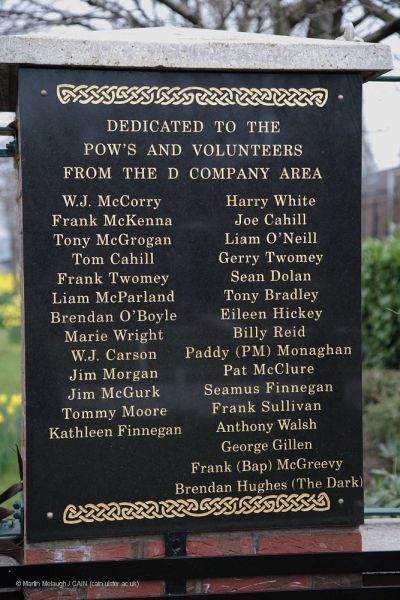 DEDICATED TO THE
POW'S AND VOLUNTEERS
FROM THE D COMPANY AREA
W.J. McCorry
Frank McKenna
Tony McGrogan
Tom Cahill
Frank Twomey
Liam McParland
Brendan O'Boyle
Marie Wright
W.J. Carson
Jim Morgan
Jim McGurk
Tommy Moore
Kathleen Finnegan
Harry White
Joe Cahill
Liam O'Neill
Gerry Twomey
Sean Dolan
Tony Bradley
Eileen Hickey
Billy Reid
Paddy (PM) Monaghan
Pat McClure
Seamus Finnegan
Frank Sullivan
Anthony Walsh
George Gillen
Frank (Bap) McGreevy
Brendan Hughes (The Dark)
© Martin Melaugh / CAIN (cain.ulster.ac.uk)